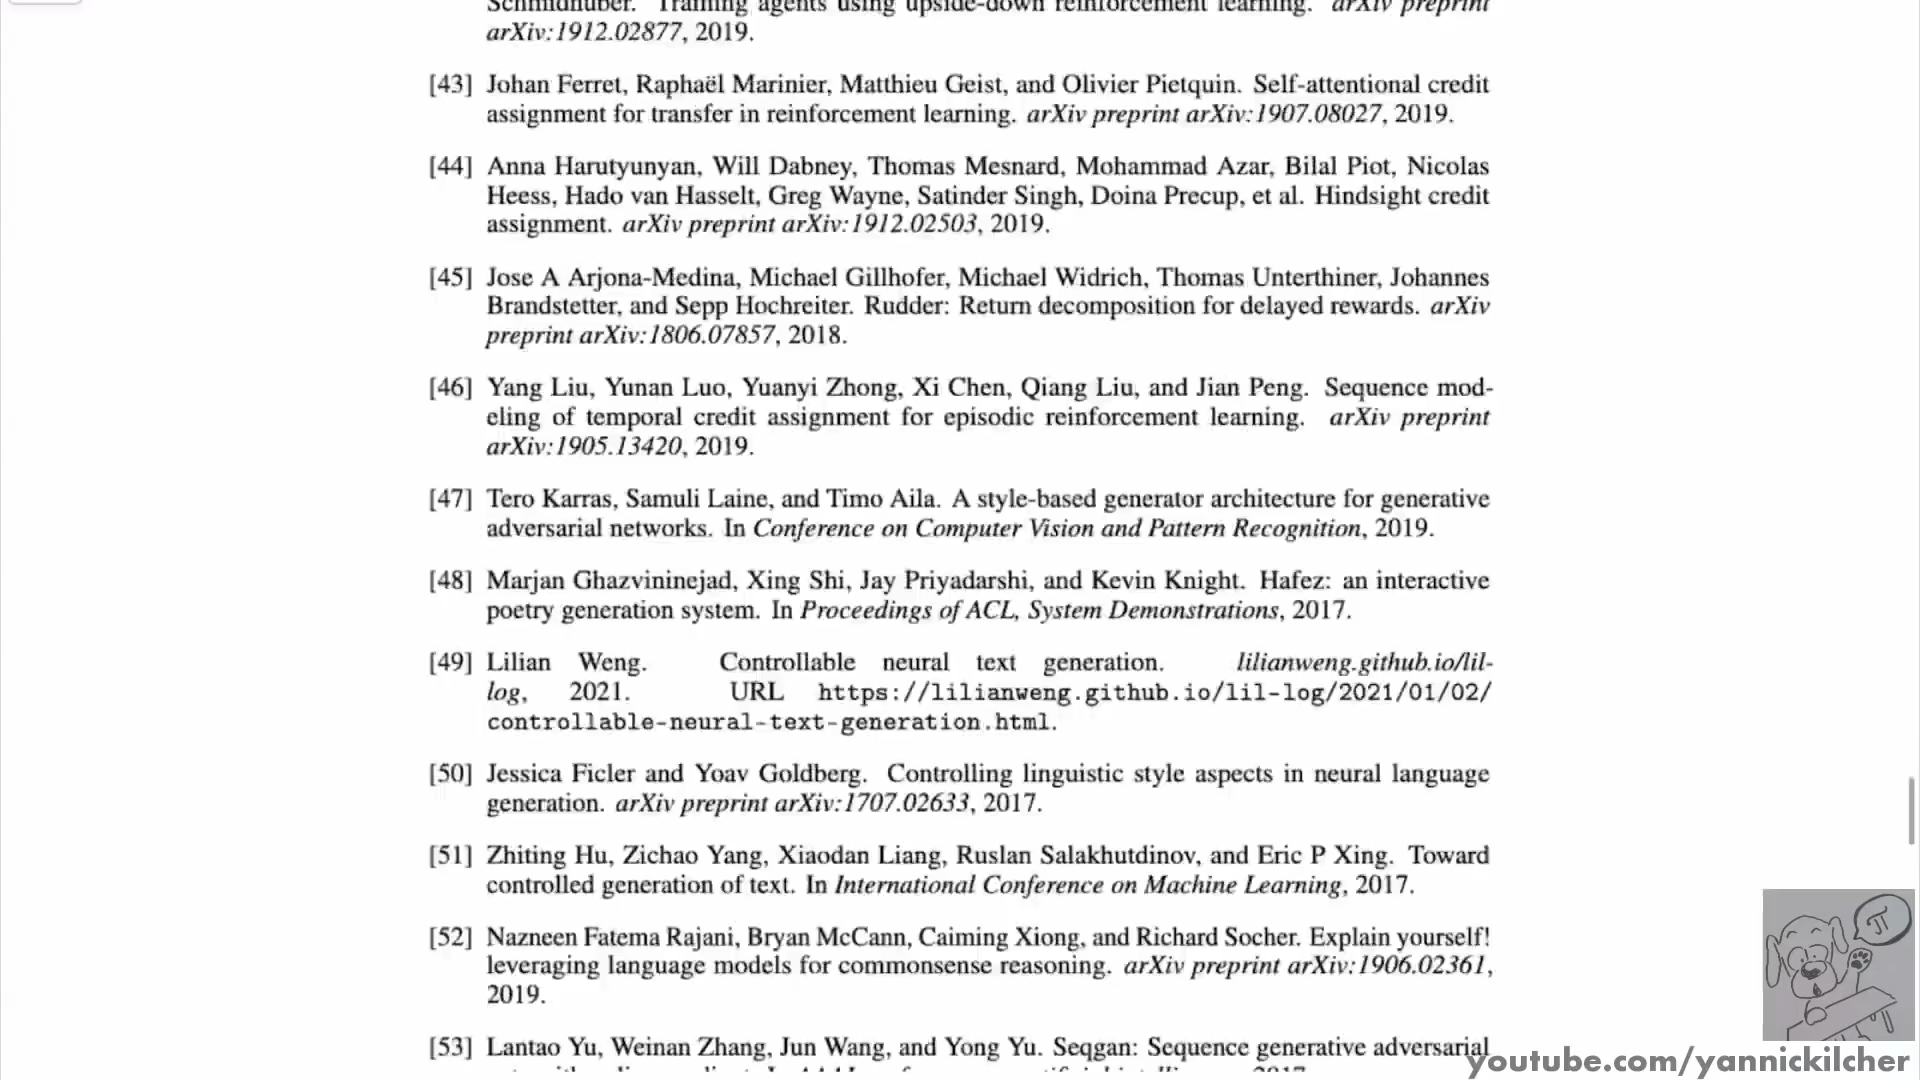 Schmidhuber. Training agents using upside-down reinforcement learning. arXiv preprint
arXiv:1912.02877, 2019.
[43] Johan Ferret, Raphaël Marinier, Matthieu Geist, and Olivier Pietquin. Self-attentional credit
assignment for transfer in reinforcement learning. arXiv preprint arXiv:1907.08027, 2019.
[44] Anna Harutyunyan, Will Dabney, Thomas Mesnard, Mohammad Azar, Bilal Piot, Nicolas
Heess, Hado van Hasselt, Greg Wayne, Satinder Singh, Doina Precup, et al. Hindsight credit
assignment. arXiv preprint arXiv:1912.02503, 2019.
[45] Jose A Arjona-Medina, Michael Gillhofer, Michael Widrich, Thomas Unterthiner, Johannes
Brandstetter, and Sepp Hochreiter. Rudder: Return decomposition for delayed rewards. arXiv
preprint arXiv:1806.07857, 2018.
[46] Yang Liu, Yunan Luo, Yuanyi Zhong, Xi Chen, Qiang Liu, and Jian Peng. Sequence mod-
eling of temporal credit assignment for episodic reinforcement learning. arXiv preprint
arXiv:1905.13420, 2019.
[47] Tero Karras, Samuli Laine, and Timo Aila. A style-based generator architecture for generative
adversarial networks. In Conference on Computer Vision and Pattern Recognition, 2019.
[48] Marjan Ghazvininejad, Xing Shi, Jay Priyadarshi, and Kevin Knight. Hafez: an interactive
poetry generation system. In Proceedings of ACL, System Demonstrations, 2017.
[49] Lilian Weng. Controllable neural text generation. lilianweng.github.io/lil-
log, 2021. URL https://lilianweng.github.io/lil-log/2021/01/02/
controllable-neural-text-generation.html.
[50] Jessica Ficler and Yoav Goldberg. Controlling linguistic style aspects in neural language
generation. arXiv preprint arXiv:1707.02633, 2017.
[51] Zhiting Hu, Zichao Yang, Xiaodan Liang, Ruslan Salakhutdinov, and Eric P Xing. Toward
controlled generation of text. In International Conference on Machine Learning, 2017.
[52] Nazneen Fatema Rajani, Bryan McCann, Caiming Xiong, and Richard Socher. Explain yourself!
leveraging language models for commonsense reasoning. arXiv preprint arXiv:1906.02361,
2019.
[53] Lantao Yu, Weinan Zhang, Jun Wang, and Yong Yu. Seqgan: Sequence generative adversarial
π
youtube.com/yannickilcher